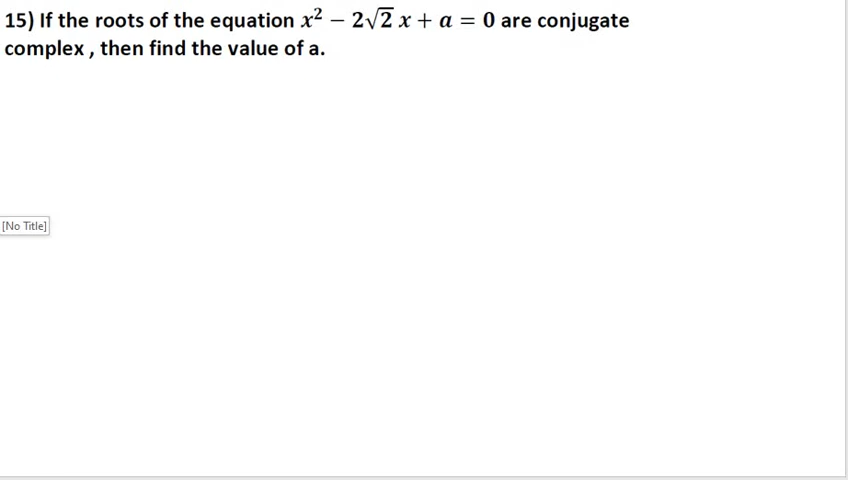 15) If the roots of the equation x² − 2√2 x + a = 0 are conjugate
complex , then find the value of a.
[No Title]